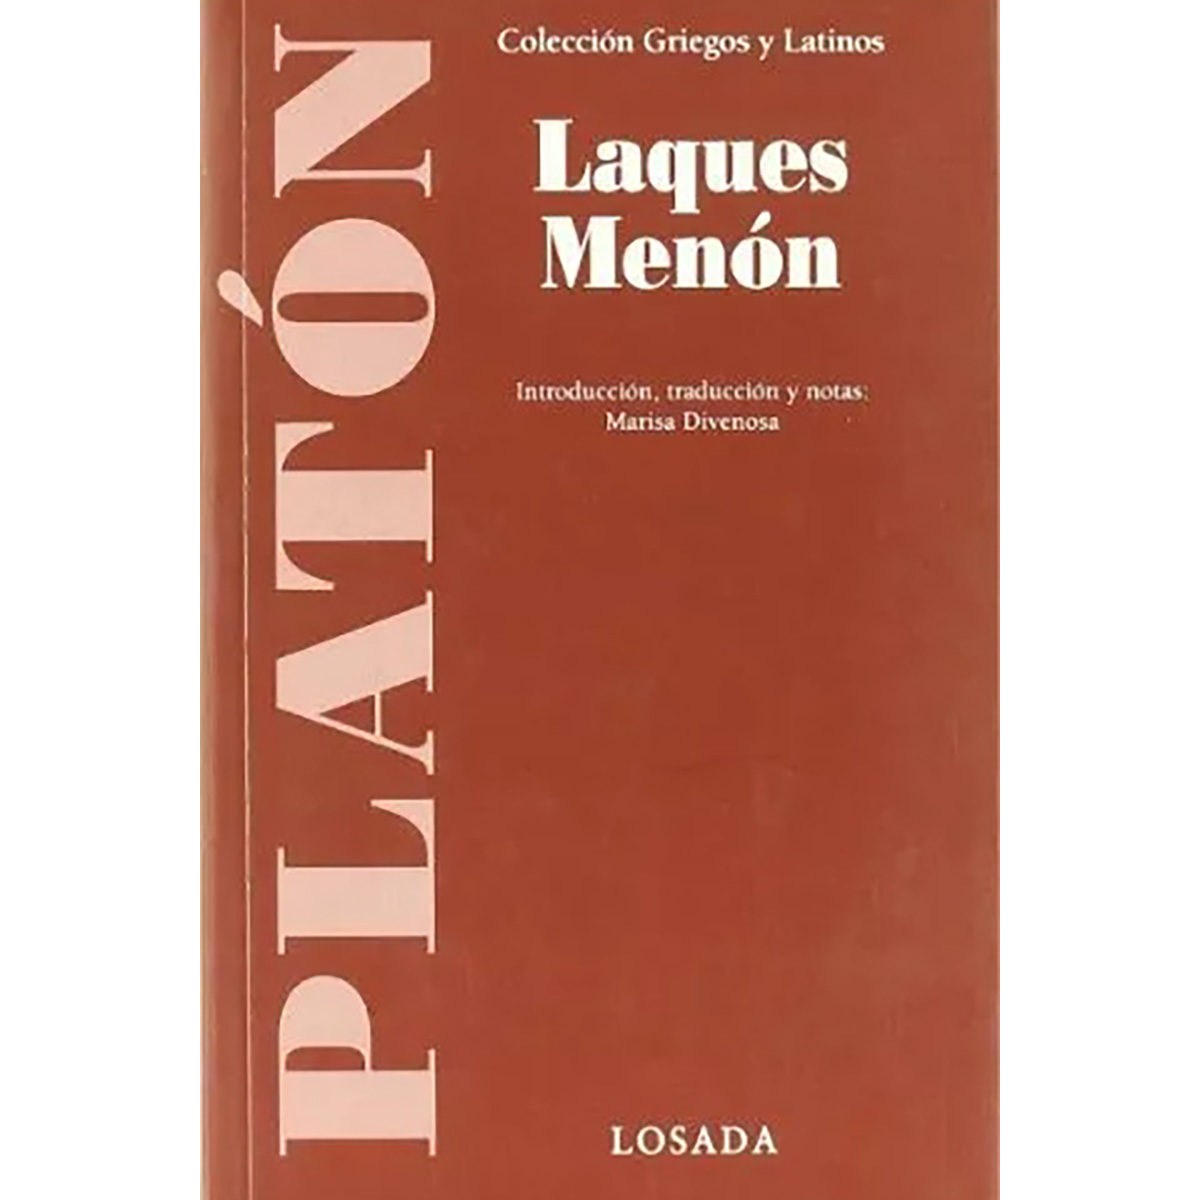 PLATÓN
Colección Griegos y Latinos
Laques
Menón
Introducción, traducción y notas:
Marisa Divenosa
LOSADA